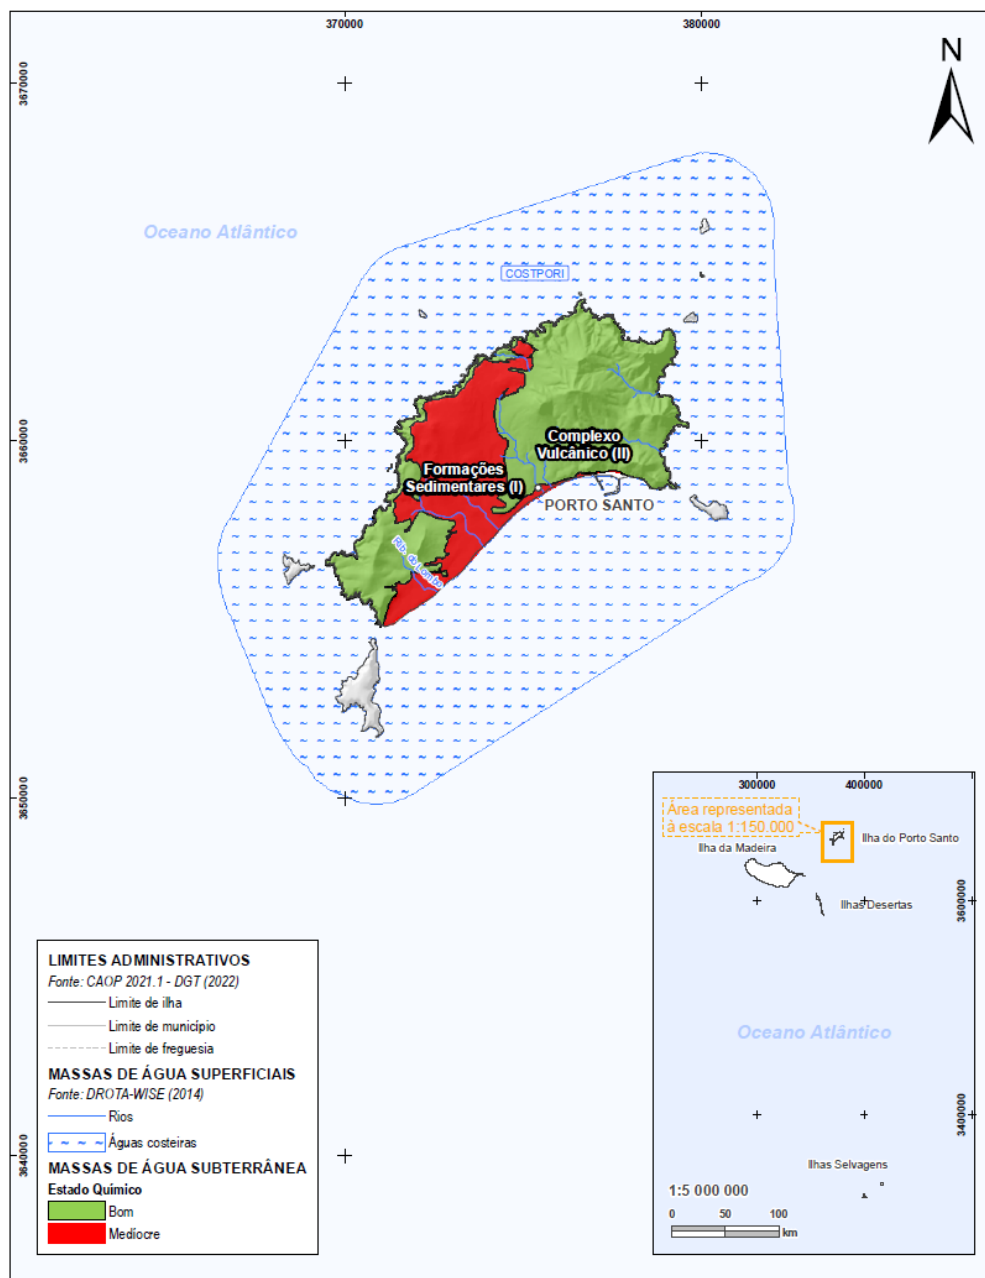 370000
380000
3670000
N
Oceano Atlântico
COSTPORI
3660000
Complexo
Vulcânico (II)
Formações
Sedimentares (I)
PORTO SANTO
Rib. do Lombo
3650000
300000
400000
Área representada
à escala 1:150.000
Ilha do Porto Santo
Ilha da Madeira
Ilhas Desertas
3600000
Oceano Atlântico
3400000
Ilhas Selvagens
1:5 000 000
0 50 100
km
LIMITES ADMINISTRATIVOS
Fonte: CAOP 2021.1 - DGT (2022)
Limite de ilha
Limite de município
Limite de freguesia
MASSAS DE ÁGUA SUPERFICIAIS
Fonte: DROTA-WISE (2014)
Rios
Águas costeiras
MASSAS DE ÁGUA SUBTERRÂNEA
Estado Químico
Bom
Medíocre
3640000